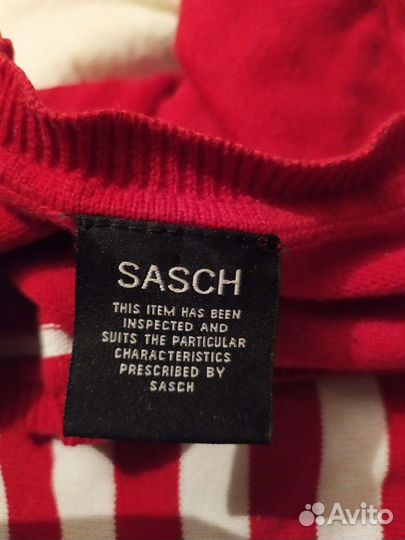 SASCH
THIS ITEM HAS BEEN
INSPECTED AND
SUITS THE PARTICULAR
CHARACTERISTICS
PRESCRIBED BY
SASCH
Avito